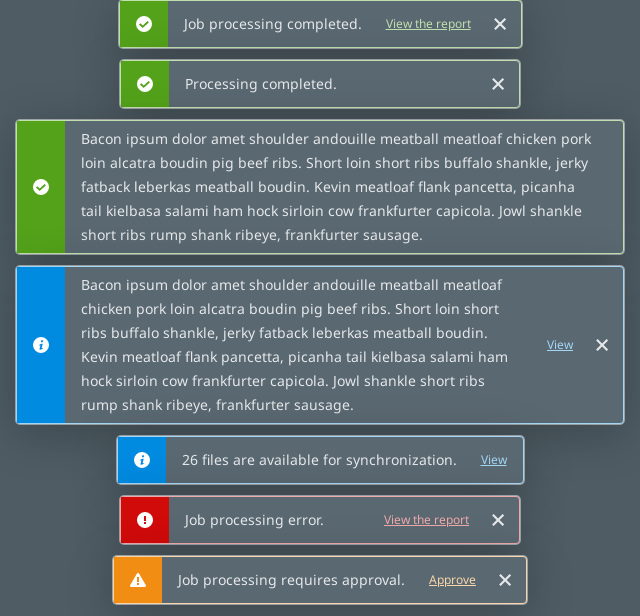 Job processing completed. View the report
Processing completed.
Bacon ipsum dolor amet shoulder andouille meatball meatloaf chicken pork
loin alcatra boudin pig beef ribs. Short loin short ribs buffalo shankle, jerky
fatback leberkas meatball boudin. Kevin meatloaf flank pancetta, picanha
tail kielbasa salami ham hock sirloin cow frankfurter capicola. Jowl shankle
short ribs rump shank ribeye, frankfurter sausage.
Bacon ipsum dolor amet shoulder andouille meatball meatloaf
chicken pork loin alcatra boudin pig beef ribs. Short loin short
ribs buffalo shankle, jerky fatback leberkas meatball boudin.
Kevin meatloaf flank pancetta, picanha tail kielbasa salami ham
hock sirloin cow frankfurter capicola. Jowl shankle short ribs
rump shank ribeye, frankfurter sausage.
View
26 files are available for synchronization. View
Job processing error. View the report
Job processing requires approval. Approve